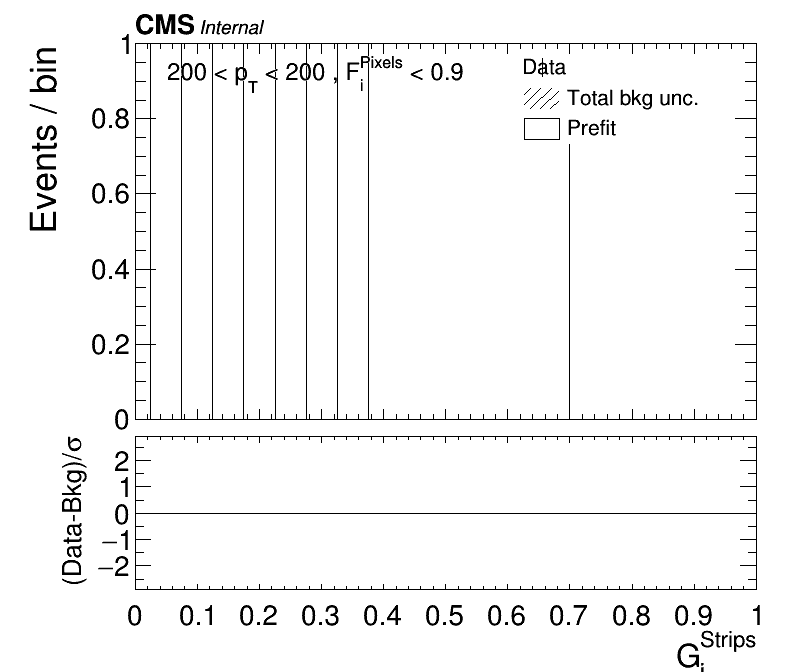 CMS Internal
Events / bin
1
0.8
0.6
0.4
0.2
0
200 < p_T < 200 , F_i^Pixels < 0.9
Data
Total bkg unc.
Prefit
(Data-Bkg)/σ
2
1
0
−1
−2
0 0.1 0.2 0.3 0.4 0.5 0.6 0.7 0.8 0.9 1
G_i^Strips